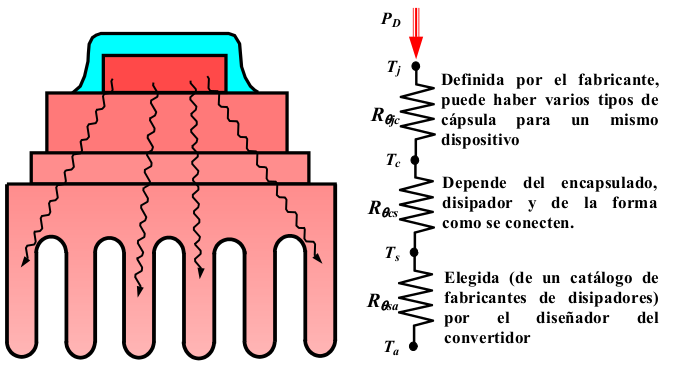 P_D
T_j
Definida por el fabricante,
puede haber varios tipos de
cápsula para un mismo
dispositivo
R_θjc
T_c
Depende del encapsulado,
disipador y de la forma
como se conecten.
R_θcs
T_s
Elegida (de un catálogo de
fabricantes de disipadores)
por el diseñador del
convertidor
R_θsa
T_a